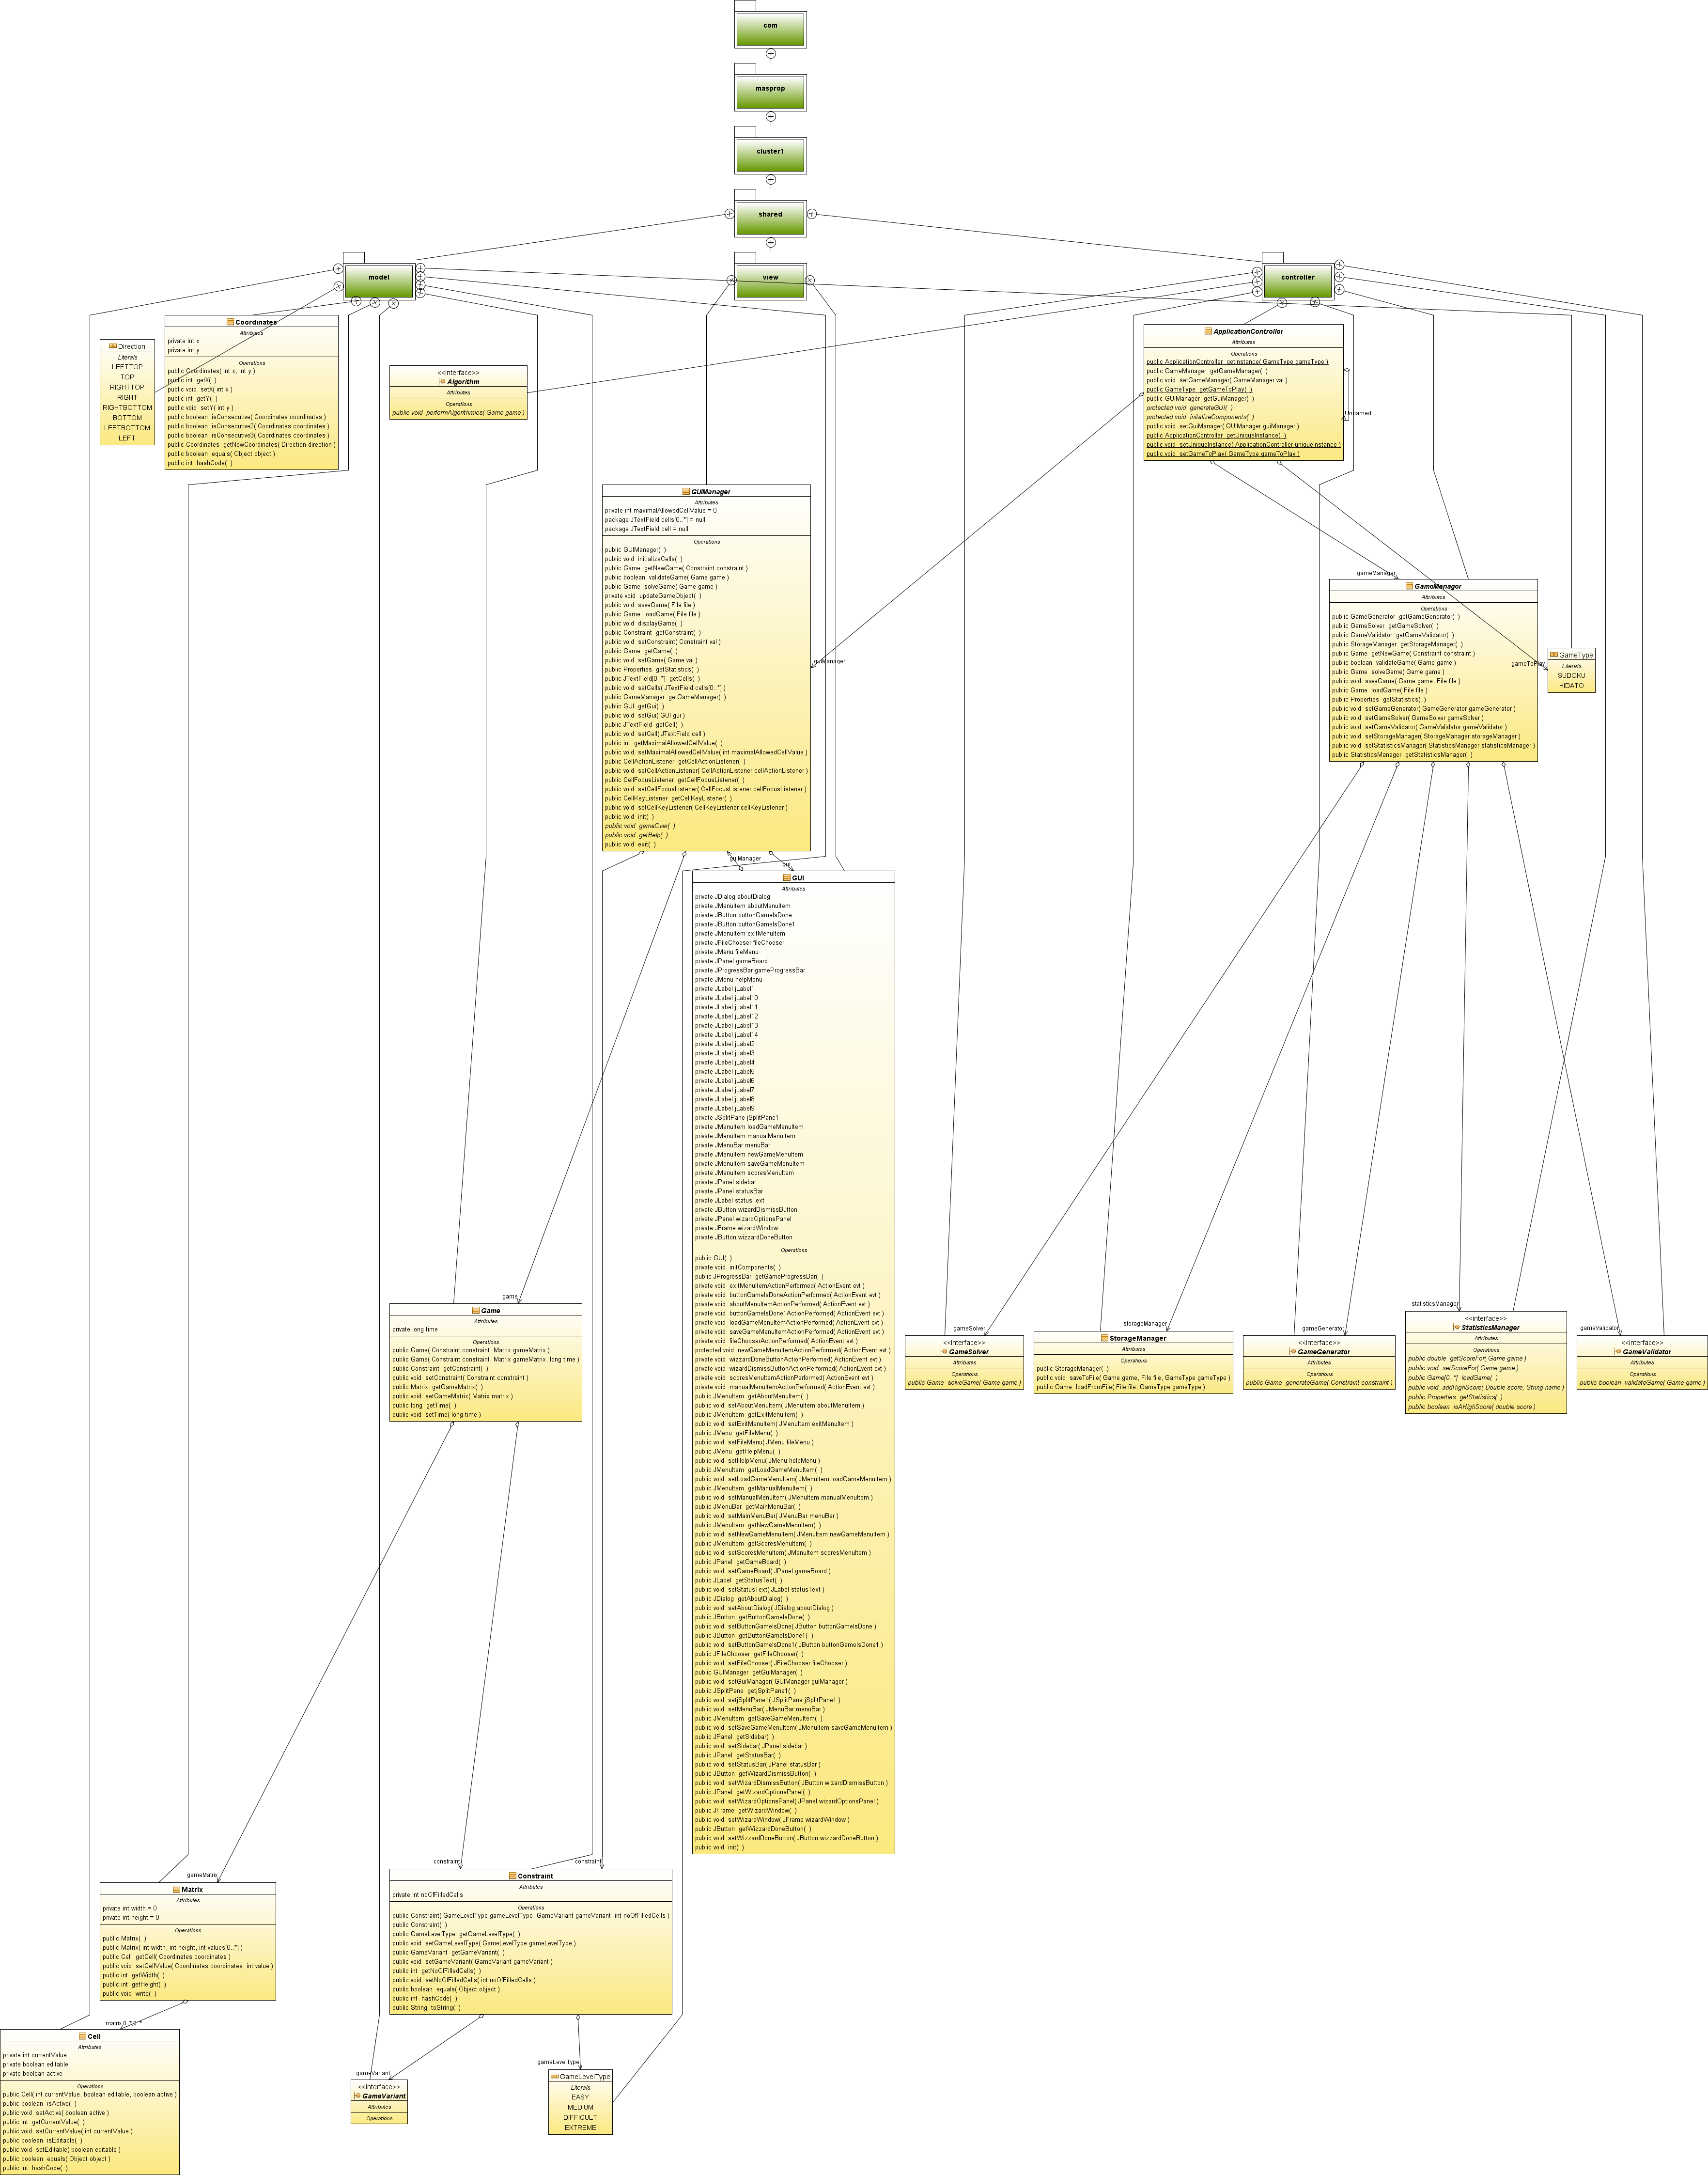 com
masprop
cluster1
shared
model
view
controller
Direction
Literals
LEFTTOP
TOP
RIGHTTOP
RIGHT
RIGHTBOTTOM
BOTTOM
LEFTBOTTOM
LEFT
Coordinates
Attributes
private int x
private int y
Operations
public Coordinates( int x, int y )
public int getX( )
public void setX( int x )
public int getY( )
public void setY( int y )
public boolean isConsecutive( Coordinates coordinates )
public boolean isConsecutive2( Coordinates coordinates )
public boolean isConsecutive3( Coordinates coordinates )
public Coordinates getNewCoordinates( Direction direction )
public boolean equals( Object object )
public int hashCode( )
<<interface>>
Algorithm
Attributes
Operations
public void performAlgorithmics( Game game )
ApplicationController
Attributes
Operations
public ApplicationController getInstance( GameType gameType )
public GameManager getGameManager( )
public void setGameManager( GameManager val )
public GameType getGameToPlay( )
public GUIManager getGuiManager( )
protected void generateGUI( )
protected void initalizeComponents( )
public void setGuiManager( GUIManager guiManager )
public ApplicationController getUniqueInstance( )
public void setUniqueInstance( ApplicationController uniqueInstance )
public void setGameToPlay( GameType gameToPlay )
Unnamed
GUIManager
Attributes
private int maximalAllowedCellValue = 0
package JTextField cells[0..*] = null
package JTextField cell = null
Operations
public GUIManager( )
public void initializeCells( )
public Game getNewGame( Constraint constraint )
public boolean validateGame( Game game )
public Game solveGame( Game game )
private void updateGameObject( )
public void saveGame( File file )
public Game loadGame( File file )
public void displayGame( )
public Constraint getConstraint( )
public void setConstraint( Constraint val )
public Game getGame( )
public void setGame( Game val )
public Properties getStatistics( )
public JTextField[0..*] getCells( )
public void setCells( JTextField cells[0..*] )
public GameManager getGameManager( )
public GUI getGui( )
public void setGui( GUI gui )
public JTextField getCell( )
public void setCell( JTextField cell )
public int getMaximalAllowedCellValue( )
public void setMaximalAllowedCellValue( int maximalAllowedCellValue )
public CellActionListener getCellActionListener( )
public void setCellActionListener( CellActionListener cellActionListener )
public CellFocusListener getCellFocusListener( )
public void setCellFocusListener( CellFocusListener cellFocusListener )
public CellKeyListener getCellKeyListener( )
public void setCellKeyListener( CellKeyListener cellKeyListener )
public void init( )
public void gameOver( )
public void getHelp( )
public void exit( )
guiManager
gameManager
GameManager
Attributes
Operations
public GameGenerator getGameGenerator( )
public GameSolver getGameSolver( )
public GameValidator getGameValidator( )
public StorageManager getStorageManager( )
public Game getNewGame( Constraint constraint )
public boolean validateGame( Game game )
public Game solveGame( Game game )
public void saveGame( Game game, File file )
public Game loadGame( File file )
public Properties getStatistics( )
public void setGameGenerator( GameGenerator gameGenerator )
public void setGameSolver( GameSolver gameSolver )
public void setGameValidator( GameValidator gameValidator )
public void setStorageManager( StorageManager storageManager )
public void setStatisticsManager( StatisticsManager statisticsManager )
public StatisticsManager getStatisticsManager( )
gameToPlay
GameType
Literals
SUDOKU
HIDATO
guiManager
gui
GUI
Attributes
private JDialog aboutDialog
private JMenuItem aboutMenuItem
private JButton buttonGameIsDone
private JButton buttonGameIsDone1
private JMenuItem exitMenuItem
private JFileChooser fileChooser
private JMenu fileMenu
private JPanel gameBoard
private JProgressBar gameProgressBar
private JMenu helpMenu
private JLabel jLabel1
private JLabel jLabel10
private JLabel jLabel11
private JLabel jLabel12
private JLabel jLabel13
private JLabel jLabel14
private JLabel jLabel2
private JLabel jLabel3
private JLabel jLabel4
private JLabel jLabel5
private JLabel jLabel6
private JLabel jLabel7
private JLabel jLabel8
private JLabel jLabel9
private JSplitPane jSplitPane1
private JMenuItem loadGameMenuItem
private JMenuItem manualMenuItem
private JMenuBar menuBar
private JMenuItem newGameMenuItem
private JMenuItem saveGameMenuItem
private JMenuItem scoresMenuItem
private JPanel sidebar
private JPanel statusBar
private JLabel statusText
private JButton wizardDismissButton
private JPanel wizardOptionsPanel
private JFrame wizardWindow
private JButton wizzardDoneButton
Operations
public GUI( )
private void initComponents( )
public JProgressBar getGameProgressBar( )
private void exitMenuItemActionPerformed( ActionEvent evt )
private void buttonGameIsDoneActionPerformed( ActionEvent evt )
private void aboutMenuItemActionPerformed( ActionEvent evt )
private void buttonGameIsDone1ActionPerformed( ActionEvent evt )
private void loadGameMenuItemActionPerformed( ActionEvent evt )
private void saveGameMenuItemActionPerformed( ActionEvent evt )
private void fileChooserActionPerformed( ActionEvent evt )
protected void newGameMenuItemActionPerformed( ActionEvent evt )
private void wizzardDoneButtonActionPerformed( ActionEvent evt )
private void wizardDismissButtonActionPerformed( ActionEvent evt )
private void scoresMenuItemActionPerformed( ActionEvent evt )
private void manualMenuItemActionPerformed( ActionEvent evt )
public JMenuItem getAboutMenuItem( )
public void setAboutMenuItem( JMenuItem aboutMenuItem )
public JMenuItem getExitMenuItem( )
public void setExitMenuItem( JMenuItem exitMenuItem )
public JMenu getFileMenu( )
public void setFileMenu( JMenu fileMenu )
public JMenu getHelpMenu( )
public void setHelpMenu( JMenu helpMenu )
public JMenuItem getLoadGameMenuItem( )
public void setLoadGameMenuItem( JMenuItem loadGameMenuItem )
public JMenuItem getManualMenuItem( )
public void setManualMenuItem( JMenuItem manualMenuItem )
public JMenuBar getMainMenuBar( )
public void setMainMenuBar( JMenuBar menuBar )
public JMenuItem getNewGameMenuItem( )
public void setNewGameMenuItem( JMenuItem newGameMenuItem )
public JMenuItem getScoresMenuItem( )
public void setScoresMenuItem( JMenuItem scoresMenuItem )
public JPanel getGameBoard( )
public void setGameBoard( JPanel gameBoard )
public JLabel getStatusText( )
public void setStatusText( JLabel statusText )
public JDialog getAboutDialog( )
public void setAboutDialog( JDialog aboutDialog )
public JButton getButtonGameIsDone( )
public void setButtonGameIsDone( JButton buttonGameIsDone )
public JButton getButtonGameIsDone1( )
public void setButtonGameIsDone1( JButton buttonGameIsDone1 )
public JFileChooser getFileChooser( )
public void setFileChooser( JFileChooser fileChooser )
public GUIManager getGuiManager( )
public void setGuiManager( GUIManager guiManager )
public JSplitPane getjSplitPane1( )
public void setjSplitPane1( JSplitPane jSplitPane1 )
public void setMenuBar( JMenuBar menuBar )
public JMenuItem getSaveGameMenuItem( )
public void setSaveGameMenuItem( JMenuItem saveGameMenuItem )
public JPanel getSidebar( )
public void setSidebar( JPanel sidebar )
public JPanel getStatusBar( )
public void setStatusBar( JPanel statusBar )
public JButton getWizardDismissButton( )
public void setWizardDismissButton( JButton wizardDismissButton )
public JPanel getWizardOptionsPanel( )
public void setWizardOptionsPanel( JPanel wizardOptionsPanel )
public JFrame getWizardWindow( )
public void setWizardWindow( JFrame wizardWindow )
public JButton getWizzardDoneButton( )
public void setWizzardDoneButton( JButton wizzardDoneButton )
public void init( )
game
Game
Attributes
private long time
Operations
public Game( Constraint constraint, Matrix gameMatrix )
public Game( Constraint constraint, Matrix gameMatrix, long time )
public Constraint getConstraint( )
public void setConstraint( Constraint constraint )
public Matrix getGameMatrix( )
public void setGameMatrix( Matrix matrix )
public long getTime( )
public void setTime( long time )
gameSolver
<<interface>>
GameSolver
Attributes
Operations
public Game solveGame( Game game )
storageManager
StorageManager
Attributes
Operations
public StorageManager( )
public void saveToFile( Game game, File file, GameType gameType )
public Game loadFromFile( File file, GameType gameType )
gameGenerator
<<interface>>
GameGenerator
Attributes
Operations
public Game generateGame( Constraint constraint )
statisticsManager
<<interface>>
StatisticsManager
Attributes
Operations
public double getScoreFor( Game game )
public void setScoreFor( Game game )
public Game[0..*] loadGame( )
public void addHighScore( Double score, String name )
public Properties getStatistics( )
public boolean isAHighScore( double score )
gameValidator
<<interface>>
GameValidator
Attributes
Operations
public boolean validateGame( Game game )
gameMatrix
Matrix
Attributes
private int width = 0
private int height = 0
Operations
public Matrix( )
public Matrix( int width, int height, int values[0..*] )
public Cell getCell( Coordinates coordinates )
public void setCellValue( Coordinates coordinates, int value )
public int getWidth( )
public int getHeight( )
public void write( )
constraint
constraint
Constraint
Attributes
private int noOfFilledCells
Operations
public Constraint( GameLevelType gameLevelType, GameVariant gameVariant, int noOfFilledCells )
public Constraint( )
public GameLevelType getGameLevelType( )
public void setGameLevelType( GameLevelType gameLevelType )
public GameVariant getGameVariant( )
public void setGameVariant( GameVariant gameVariant )
public int getNoOfFilledCells( )
public void setNoOfFilledCells( int noOfFilledCells )
public boolean equals( Object object )
public int hashCode( )
public String toString( )
matrix,0..*,0..*
Cell
Attributes
private int currentValue
private boolean editable
private boolean active
Operations
public Cell( int currentValue, boolean editable, boolean active )
public boolean isActive( )
public void setActive( boolean active )
public int getCurrentValue( )
public void setCurrentValue( int currentValue )
public boolean isEditable( )
public void setEditable( boolean editable )
public boolean equals( Object object )
public int hashCode( )
gameVariant
<<interface>>
GameVariant
Attributes
Operations
gameLevelType
GameLevelType
Literals
EASY
MEDIUM
DIFFICULT
EXTREME